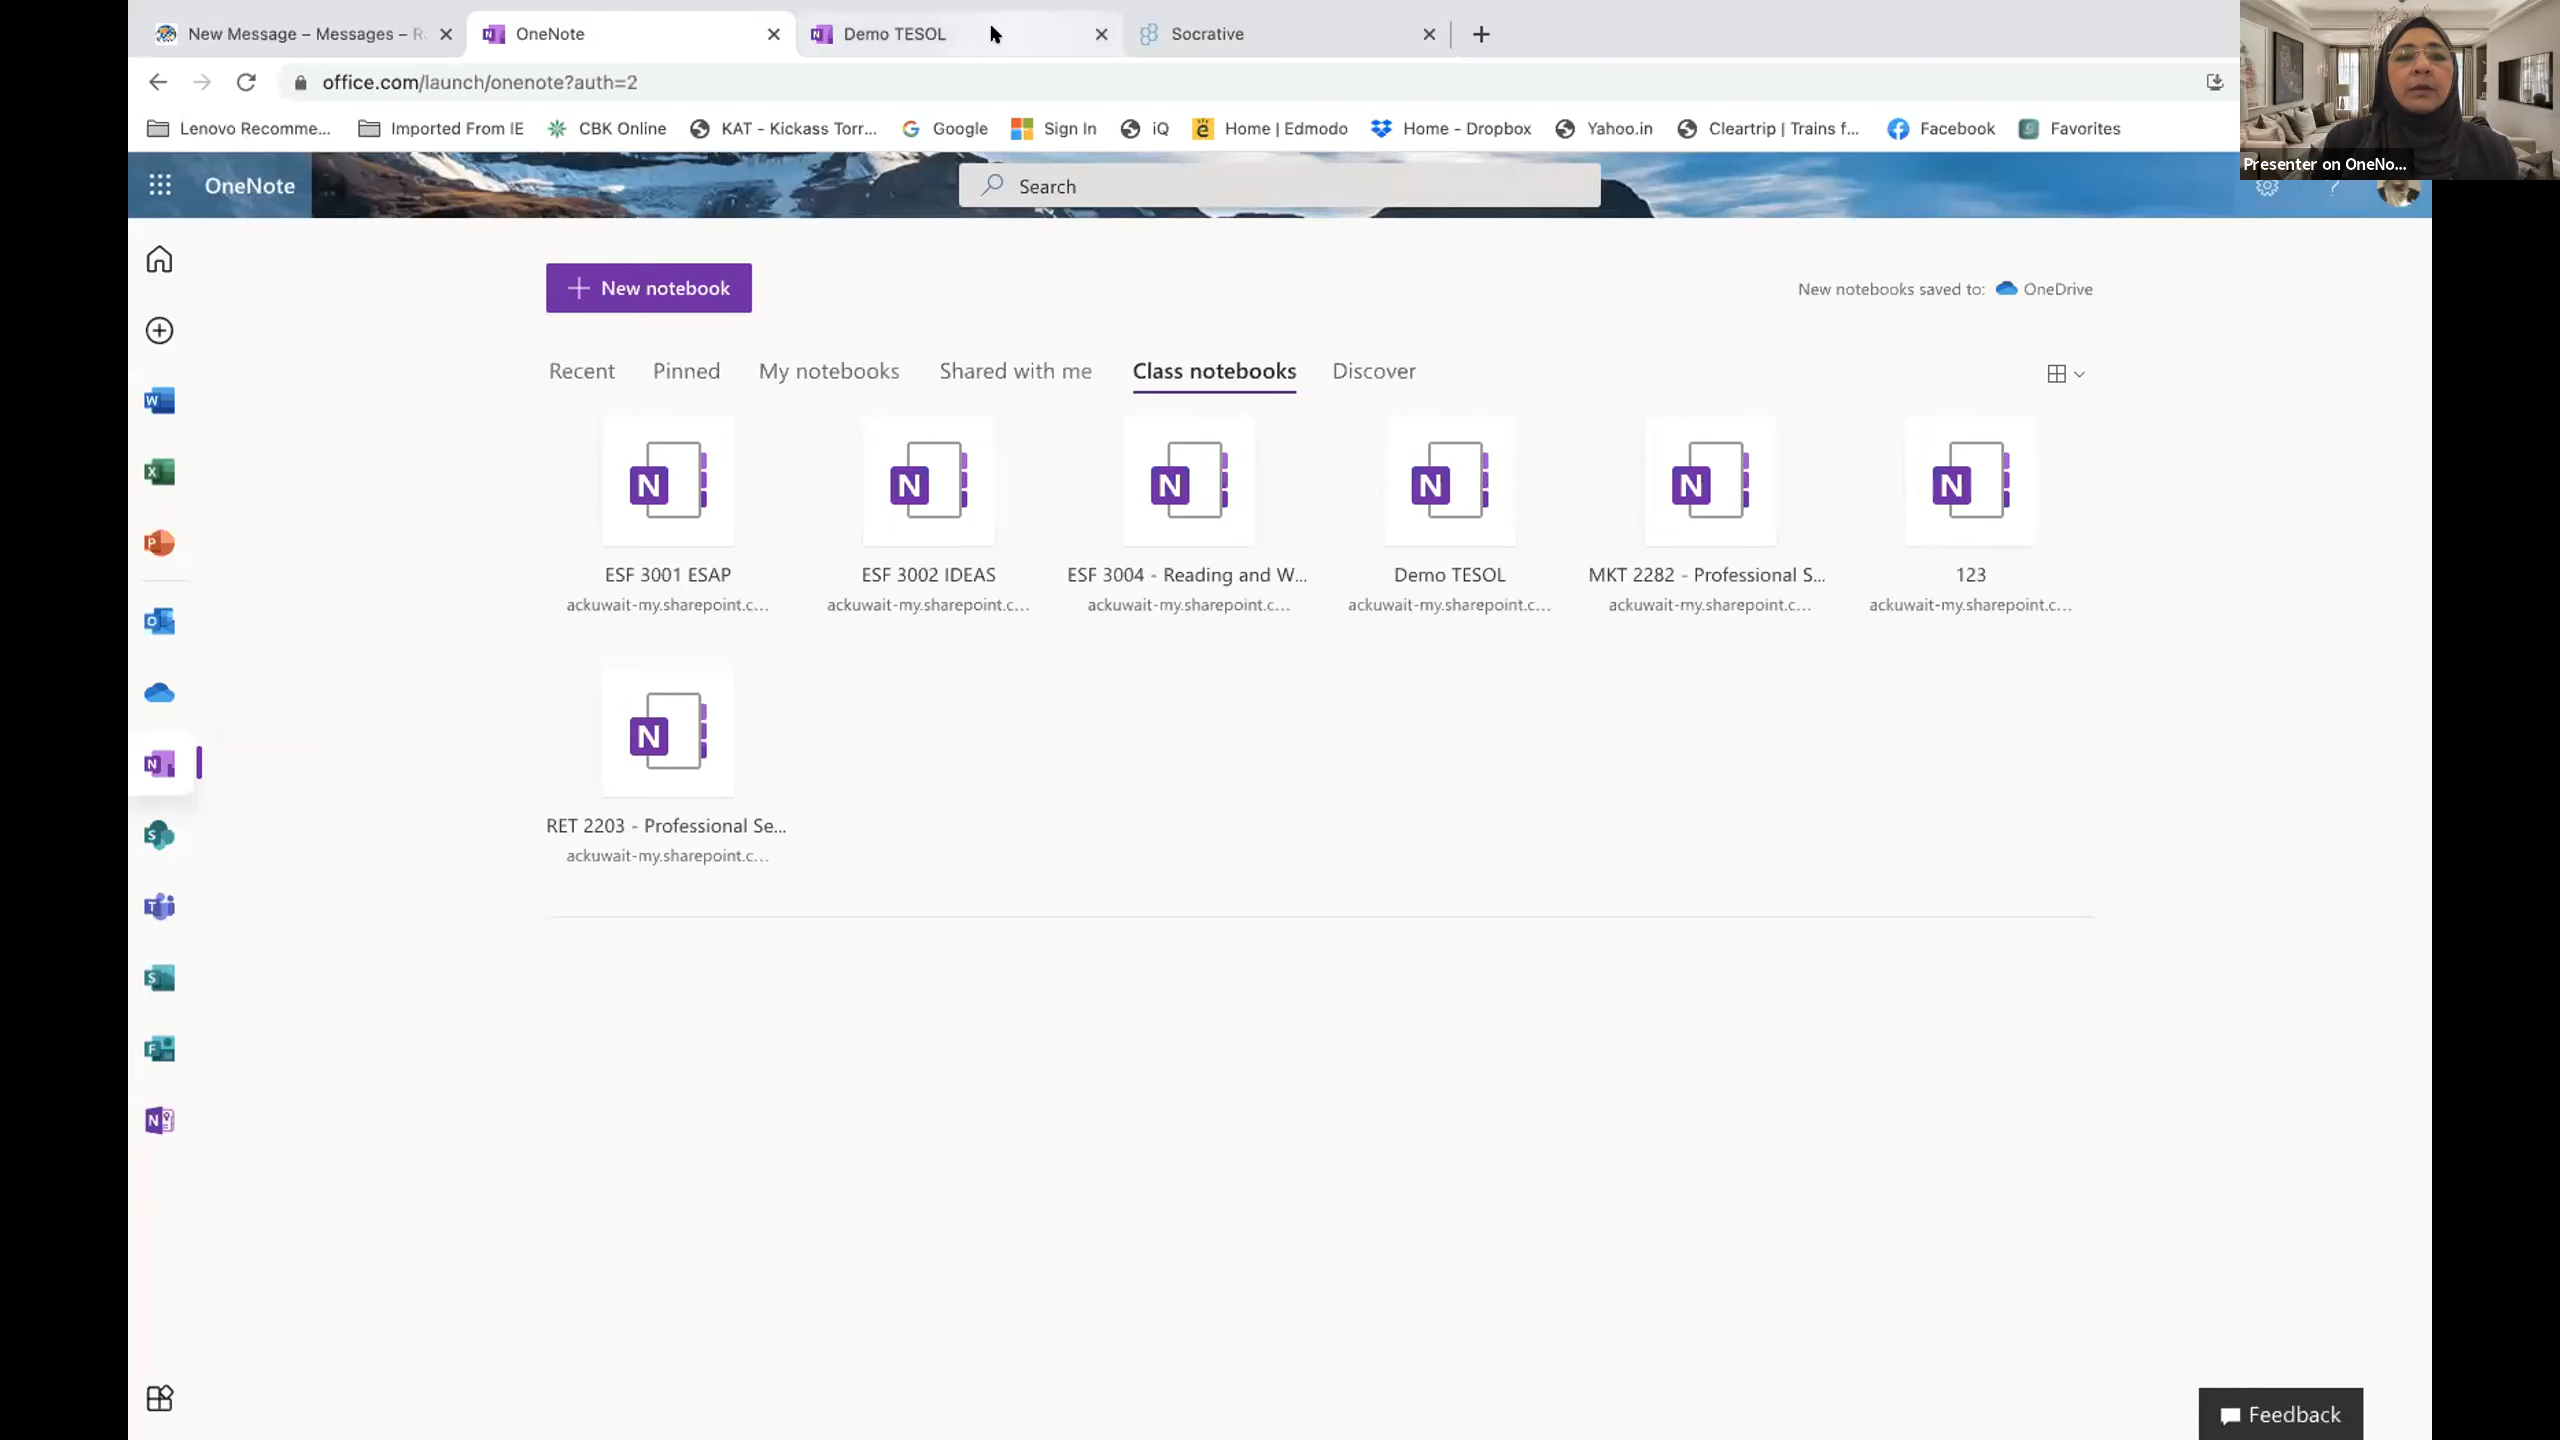 New Message – Messages – R
OneNote
Demo TESOL
Socrative
office.com/launch/onenote?auth=2
Lenovo Recomme...
Imported From IE
CBK Online
KAT - Kickass Torr...
Google
Sign In
iQ
Home | Edmodo
Home - Dropbox
Yahoo.in
Cleartrip | Trains f...
Facebook
Favorites
Presenter on OneNo...
OneNote
Search
New notebook
New notebooks saved to: OneDrive
Recent
Pinned
My notebooks
Shared with me
Class notebooks
Discover
ESF 3001 ESAP
ackuwait-my.sharepoint.c...
ESF 3002 IDEAS
ackuwait-my.sharepoint.c...
ESF 3004 - Reading and W...
ackuwait-my.sharepoint.c...
Demo TESOL
ackuwait-my.sharepoint.c...
MKT 2282 - Professional S...
ackuwait-my.sharepoint.c...
123
ackuwait-my.sharepoint.c...
RET 2203 - Professional Se...
ackuwait-my.sharepoint.c...
Feedback